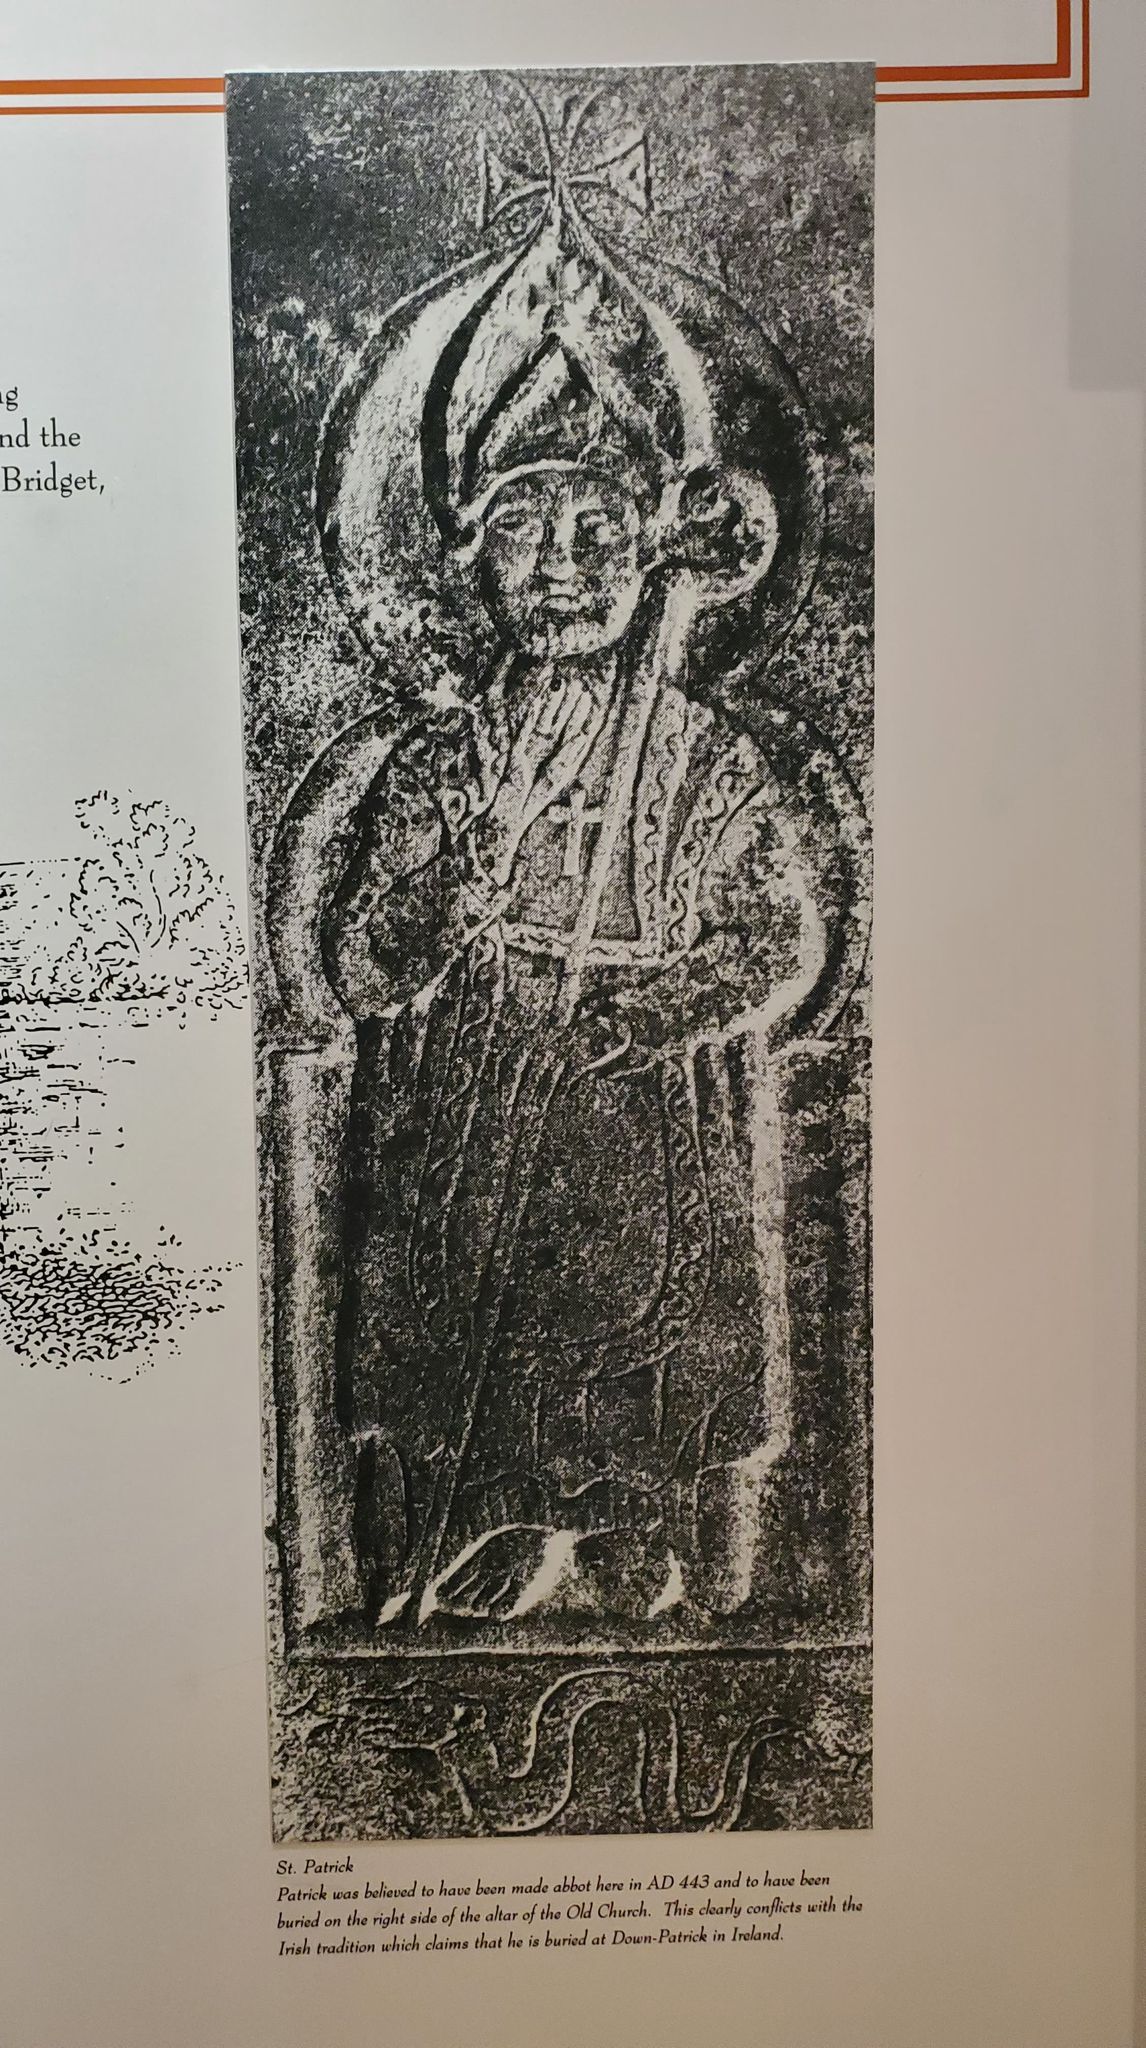 ng
nd the
Bridget,
St. Patrick
Patrick was believed to have been made abbot here in AD 443 and to have been
buried on the right side of the altar of the Old Church. This clearly conflicts with the
Irish tradition which claims that he is buried at Down-Patrick in Ireland.